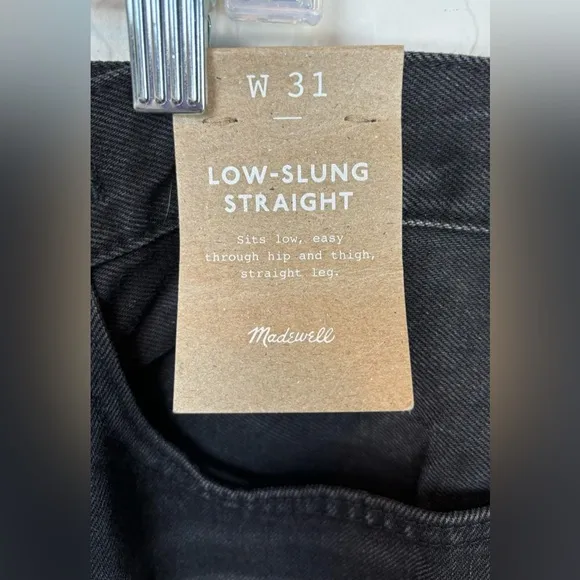 W 31
LOW-SLUNG
STRAIGHT
Sits low, easy
through hip and thigh,
straight leg.
Madewell